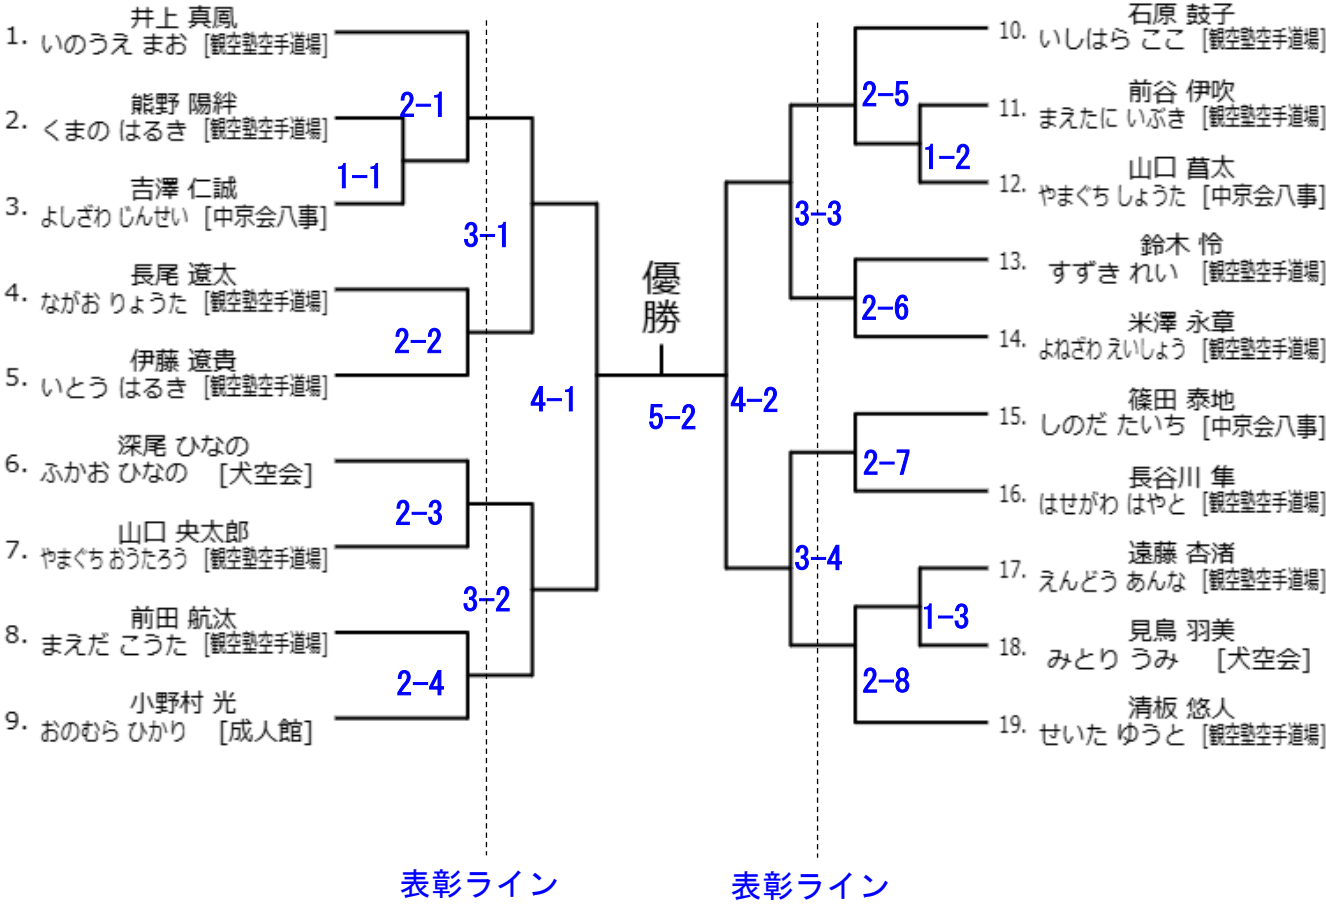 井上 真鳳
1. いのうえ まお [観空塾空手道場]
熊野 陽絆
2. くまの はるき [観空塾空手道場]
吉澤 仁誠
3. よしざわ じんせい [中京会八事]
長尾 遼太
4. ながお りょうた [観空塾空手道場]
伊藤 遼貴
5. いとう はるき [観空塾空手道場]
深尾 ひなの
6. ふかお ひなの [犬空会]
山口 央太郎
7. やまぐち おうたろう [観空塾空手道場]
前田 航汰
8. まえだ こうた [観空塾空手道場]
小野村 光
9. おのむら ひかり [成人館]
1-1
2-1
2-2
2-3
2-4
3-1
3-2
4-1
優勝
5-2
4-2
3-3
3-4
2-5
2-6
2-7
2-8
1-2
1-3
石原 鼓子
10. いしはら ここ [観空塾空手道場]
前谷 伊吹
11. まえたに いぶき [観空塾空手道場]
山口 菖太
12. やまぐち しょうた [中京会八事]
鈴木 怜
13. すずき れい [観空塾空手道場]
米澤 永章
14. よねざわ えいしょう [観空塾空手道場]
篠田 泰地
15. しのだ たいち [中京会八事]
長谷川 隼
16. はせがわ はやと [観空塾空手道場]
遠藤 杏渚
17. えんどう あんな [観空塾空手道場]
見鳥 羽美
18. みとり うみ [犬空会]
清板 悠人
19. せいた ゆうと [観空塾空手道場]
表彰ライン
表彰ライン